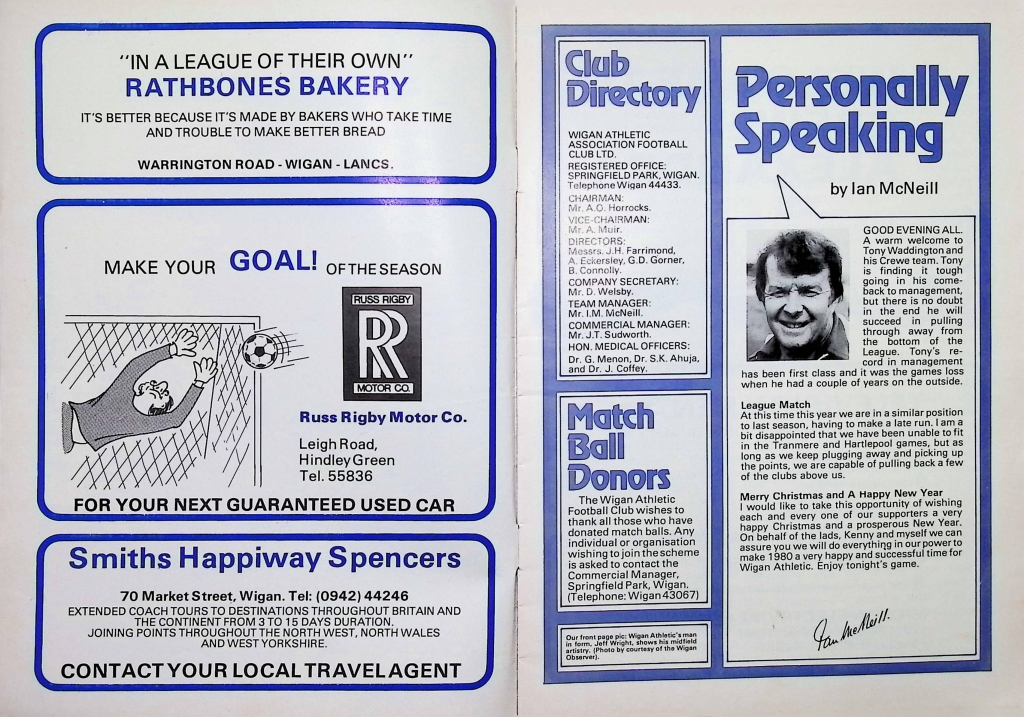 "IN A LEAGUE OF THEIR OWN"
RATHBONES BAKERY
IT'S BETTER BECAUSE IT'S MADE BY BAKERS WHO TAKE TIME
AND TROUBLE TO MAKE BETTER BREAD
WARRINGTON ROAD - WIGAN - LANCS.
MAKE YOUR GOAL! OF THE SEASON
RUSS RIGBY
RR
MOTOR CO.
Russ Rigby Motor Co.
Leigh Road,
Hindley Green
Tel. 55836
FOR YOUR NEXT GUARANTEED USED CAR
Smiths Happiway Spencers
70 Market Street, Wigan. Tel: (0942) 44246
EXTENDED COACH TOURS TO DESTINATIONS THROUGHOUT BRITAIN AND
THE CONTINENT FROM 3 TO 15 DAYS DURATION.
JOINING POINTS THROUGHOUT THE NORTH WEST, NORTH WALES
AND WEST YORKSHIRE.
CONTACT YOUR LOCAL TRAVEL AGENT
Club
Directory
WIGAN ATHLETIC
ASSOCIATION FOOTBALL
CLUB LTD.
REGISTERED OFFICE:
SPRINGFIELD PARK, WIGAN.
Telephone Wigan 44433.
CHAIRMAN:
Mr. A.O. Horrocks.
VICE-CHAIRMAN:
Mr. A. Muir.
DIRECTORS:
Messrs. J.H. Farrimond,
A. Eckersley, G.D. Gorner,
B. Connolly.
COMPANY SECRETARY:
Mr. D. Welsby.
TEAM MANAGER:
Mr. I.M. McNeill.
COMMERCIAL MANAGER:
Mr. J.T. Sudworth.
HON. MEDICAL OFFICERS:
Dr. G. Menon, Dr. S.K. Ahuja,
and Dr. J. Coffey.
Match
Ball
Donors
The Wigan Athletic
Football Club wishes to
thank all those who have
donated match balls. Any
individual or organisation
wishing to join the scheme
is asked to contact the
Commercial Manager,
Springfield Park, Wigan.
(Telephone: Wigan 43067)
Our front page pic: Wigan Athletic's man
in form, Jeff Wright, shows his midfield
artistry. (Photo by courtesy of the Wigan
Observer).
Personally
Speaking
by Ian McNeill
GOOD EVENING ALL.
A warm welcome to
Tony Waddington and
his Crewe team. Tony
is finding it tough
going in his come-
back to management,
but there is no doubt
in the end he will
succeed in pulling
through away from
the bottom of the
League. Tony's re-
cord in management
has been first class and it was the games loss
when he had a couple of years on the outside.
League Match
At this time this year we are in a similar position
to last season, having to make a late run. I am a
bit disappointed that we have been unable to fit
in the Tranmere and Hartlepool games, but as
long as we keep plugging away and picking up
the points, we are capable of pulling back a few
of the clubs above us.
Merry Christmas and A Happy New Year
I would like to take this opportunity of wishing
each and every one of our supporters a very
happy Christmas and a prosperous New Year.
On behalf of the lads, Kenny and myself we can
assure you we will do everything in our power to
make 1980 a very happy and successful time for
Wigan Athletic. Enjoy tonight's game.
Ian McNeill.